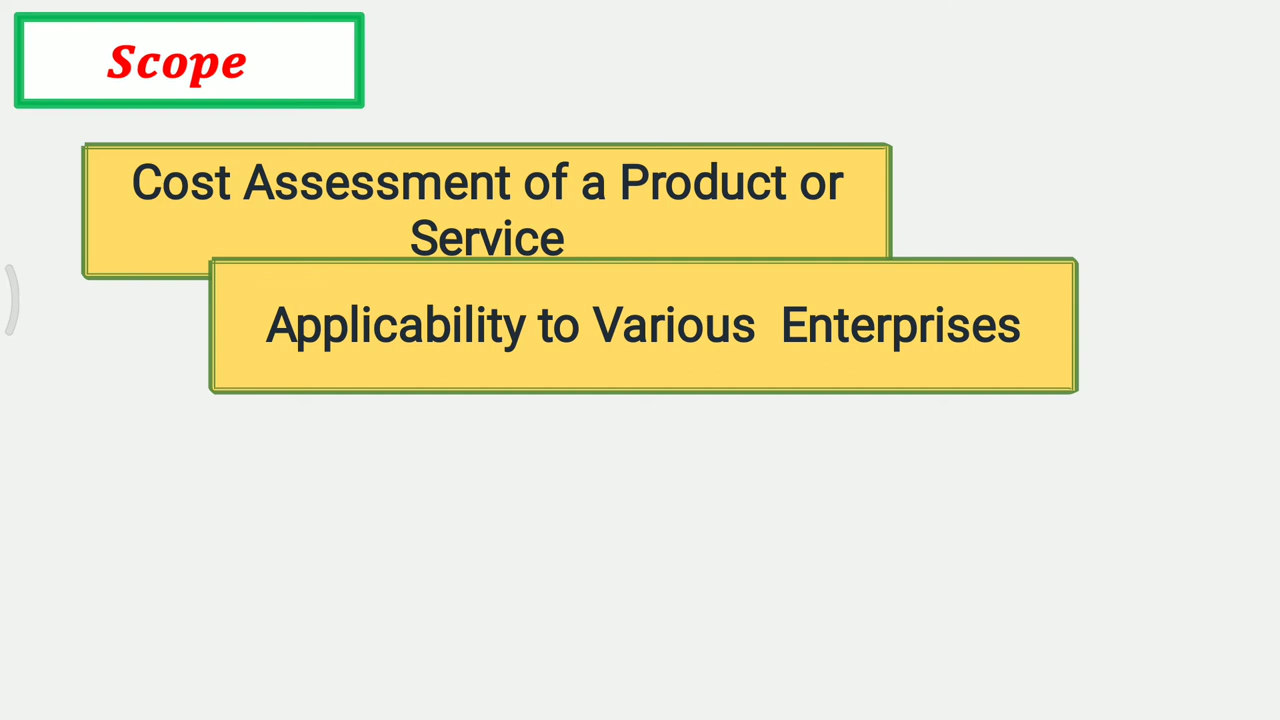 Scope
Cost Assessment of a Product or
Service
Applicability to Various  Enterprises